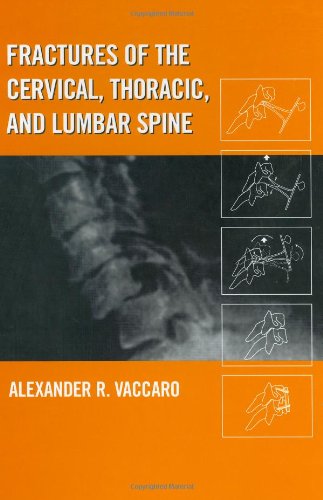 FRACTURES OF THE
CERVICAL, THORACIC,
AND LUMBAR SPINE
ALEXANDER R. VACCARO